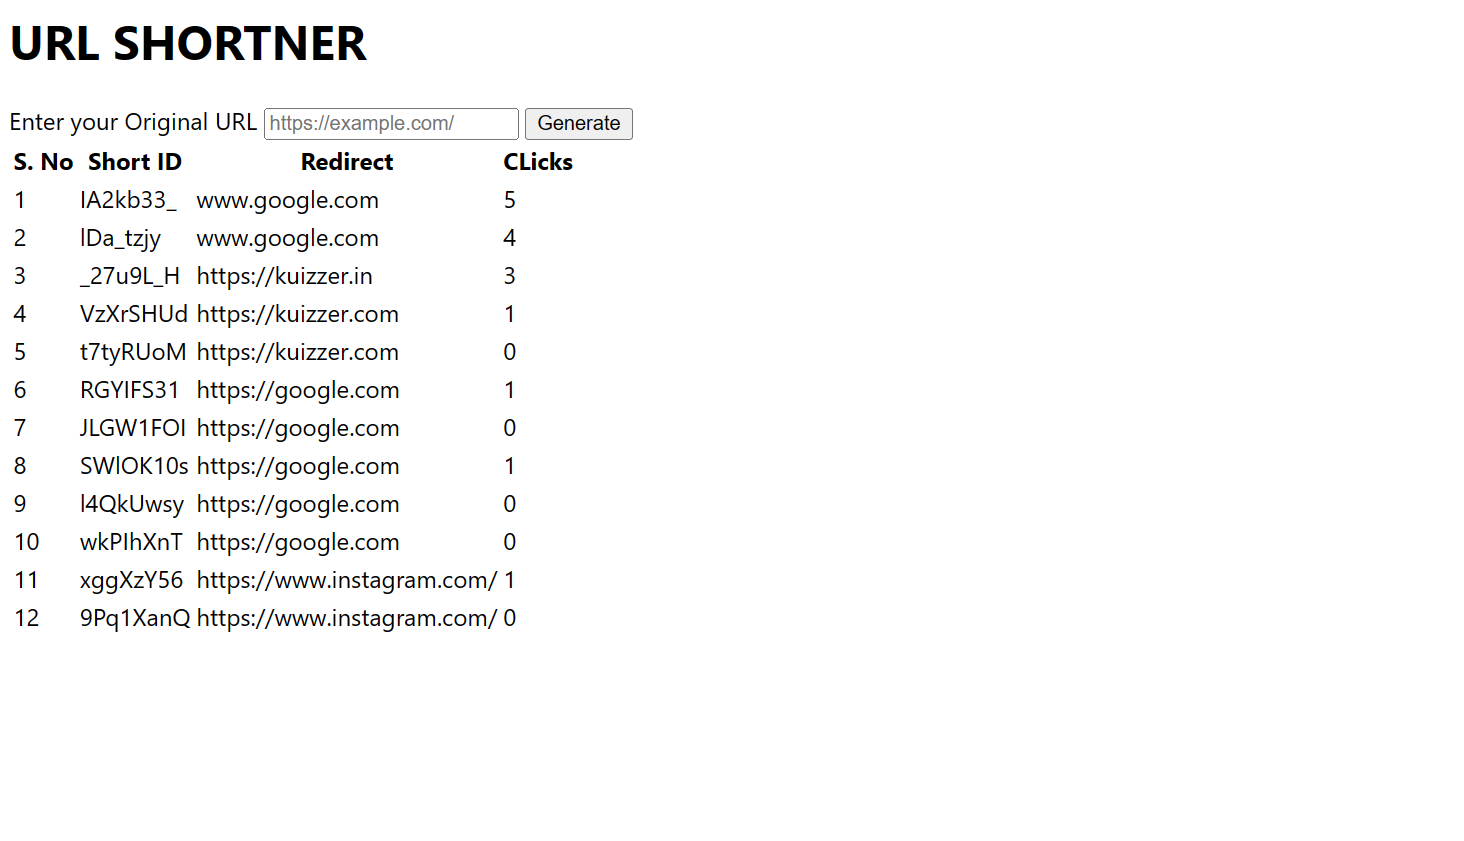 URL SHORTNER
Enter your Original URL https://example.com/ Generate
S. No Short ID Redirect CLicks
1 IA2kb33_ www.google.com 5
2 lDa_tzjy www.google.com 4
3 _27u9L_H https://kuizzer.in 3
4 VzXrSHUd https://kuizzer.com 1
5 t7tyRUoM https://kuizzer.com 0
6 RGYIFS31 https://google.com 1
7 JLGW1FOI https://google.com 0
8 SWlOK10s https://google.com 1
9 l4QkUwsy https://google.com 0
10 wkPIhXnT https://google.com 0
11 xggXzY56 https://www.instagram.com/ 1
12 9Pq1XanQ https://www.instagram.com/ 0